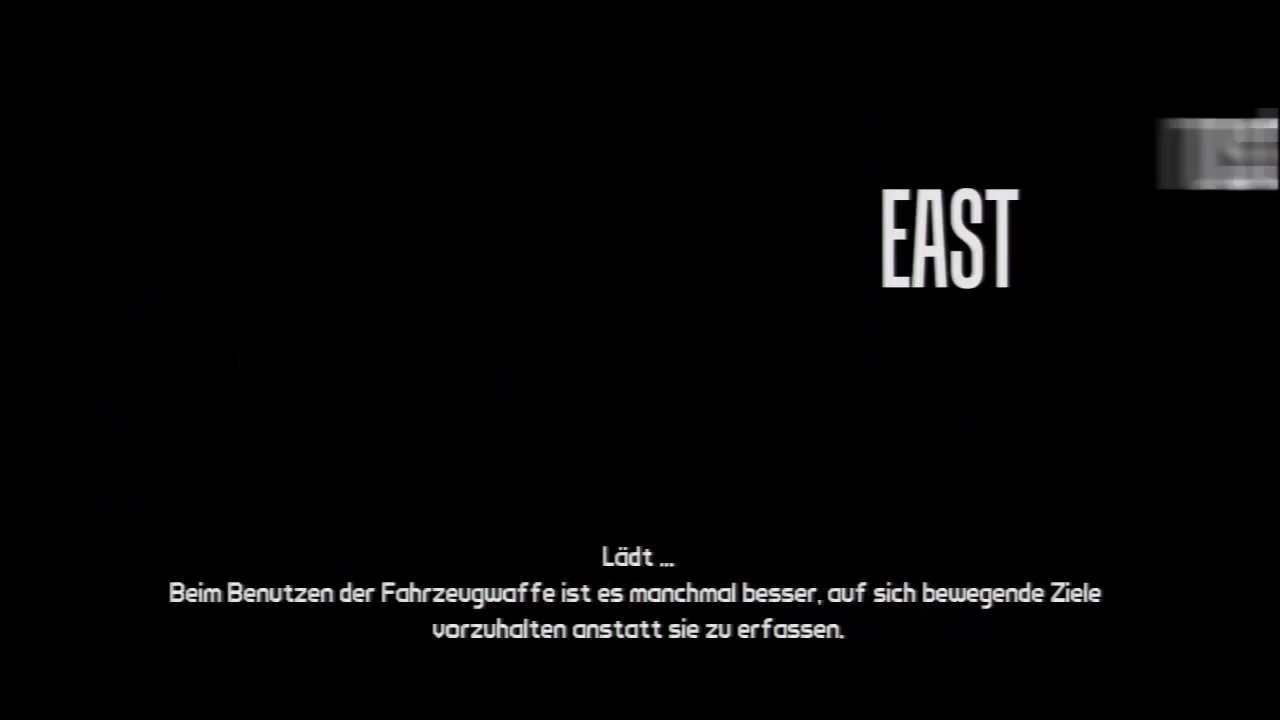 EAST
Lädt ...
Beim Benutzen der Fahrzeugwaffe ist es manchmal besser, auf sich bewegende Ziele
vorzuhalten anstatt sie zu erfassen.